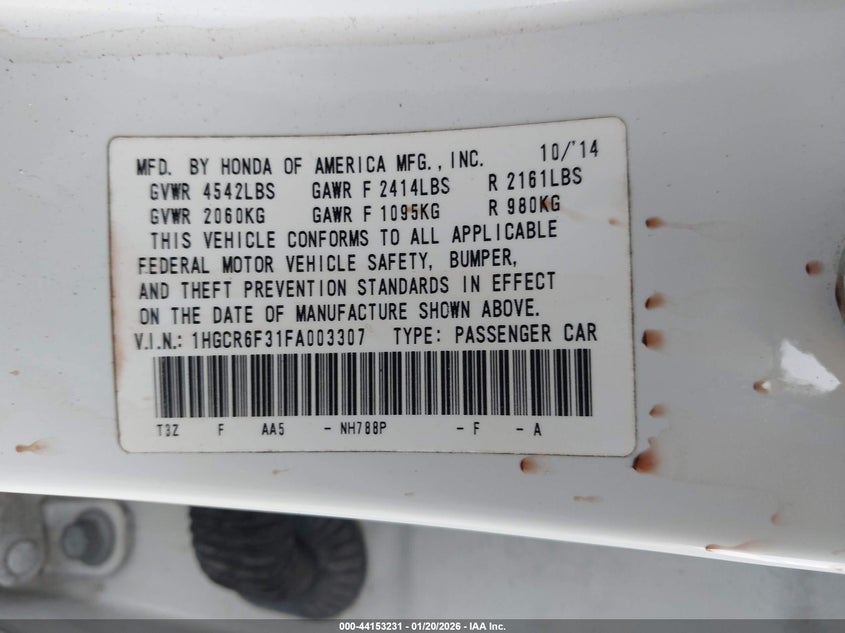 MFD. BY HONDA OF AMERICA MFG., INC. 10/'14
GVWR 4542LBS GAWR F 2414LBS R 2161LBS
GVWR 2060KG GAWR F 1095KG R 980KG
THIS VEHICLE CONFORMS TO ALL APPLICABLE
FEDERAL MOTOR VEHICLE SAFETY, BUMPER,
AND THEFT PREVENTION STANDARDS IN EFFECT
ON THE DATE OF MANUFACTURE SHOWN ABOVE.
V.I.N.: 1HGCR6F31FA003307 TYPE: PASSENGER CAR
T3Z F AA5 - NH788P - F - A
000-44153231 - 01/20/2026 - IAA Inc.